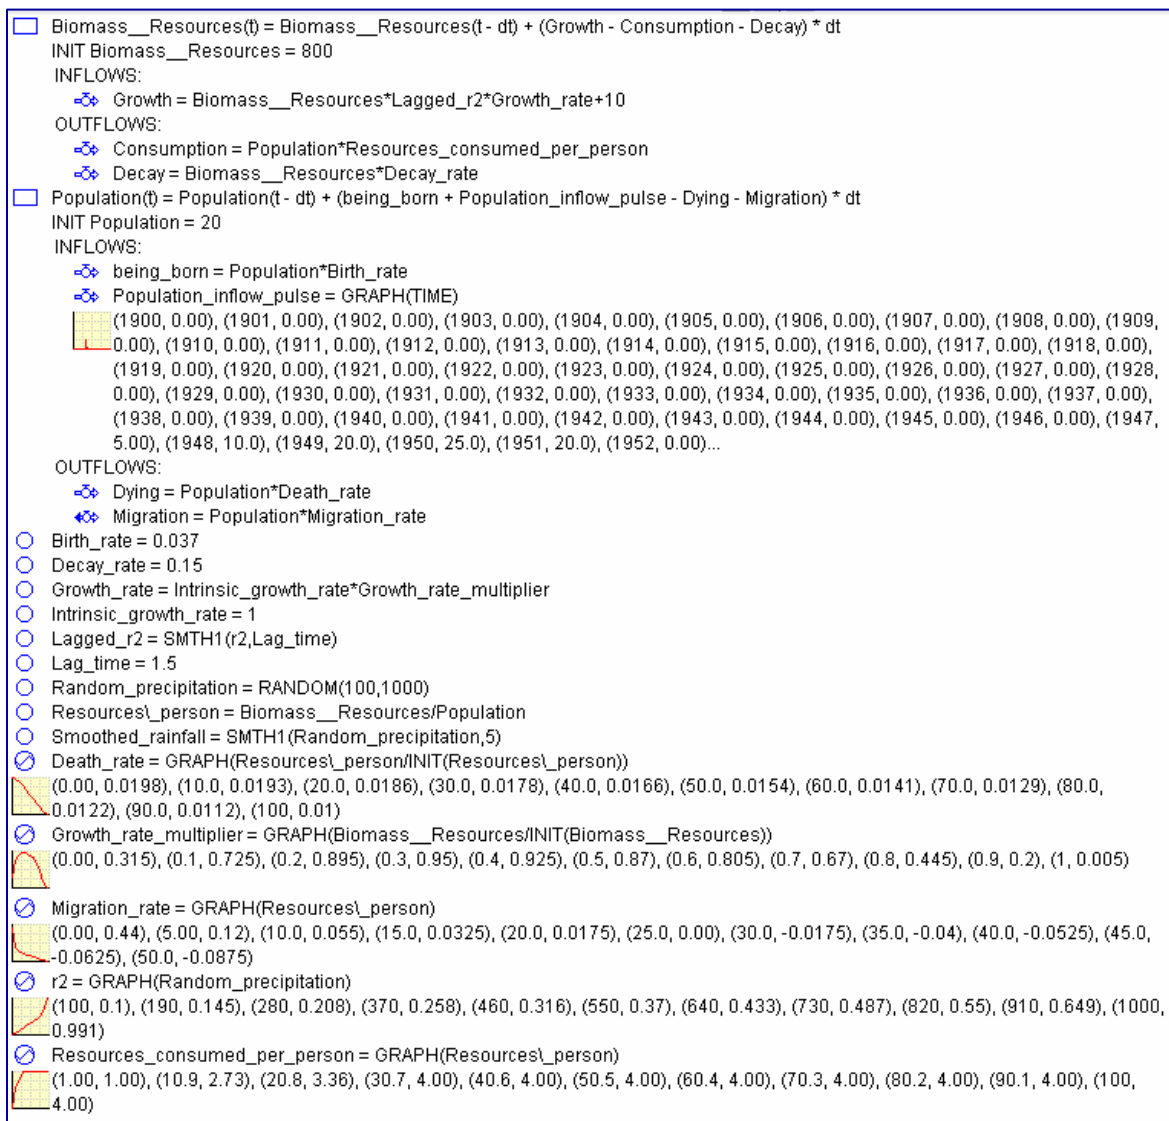 Biomass__Resources(t) = Biomass__Resources(t - dt) + (Growth - Consumption - Decay) * dt
INIT Biomass__Resources = 800
INFLOWS:
Growth = Biomass__Resources*Lagged_r2*Growth_rate+10
OUTFLOWS:
Consumption = Population*Resources_consumed_per_person
Decay = Biomass__Resources*Decay_rate
Population(t) = Population(t - dt) + (being_born + Population_inflow_pulse - Dying - Migration) * dt
INIT Population = 20
INFLOWS:
being_born = Population*Birth_rate
Population_inflow_pulse = GRAPH(TIME)
(1900, 0.00), (1901, 0.00), (1902, 0.00), (1903, 0.00), (1904, 0.00), (1905, 0.00), (1906, 0.00), (1907, 0.00), (1908, 0.00), (1909,
0.00), (1910, 0.00), (1911, 0.00), (1912, 0.00), (1913, 0.00), (1914, 0.00), (1915, 0.00), (1916, 0.00), (1917, 0.00), (1918, 0.00),
(1919, 0.00), (1920, 0.00), (1921, 0.00), (1922, 0.00), (1923, 0.00), (1924, 0.00), (1925, 0.00), (1926, 0.00), (1927, 0.00), (1928,
0.00), (1929, 0.00), (1930, 0.00), (1931, 0.00), (1932, 0.00), (1933, 0.00), (1934, 0.00), (1935, 0.00), (1936, 0.00), (1937, 0.00),
(1938, 0.00), (1939, 0.00), (1940, 0.00), (1941, 0.00), (1942, 0.00), (1943, 0.00), (1944, 0.00), (1945, 0.00), (1946, 0.00), (1947,
5.00), (1948, 10.0), (1949, 20.0), (1950, 25.0), (1951, 20.0), (1952, 0.00)...
OUTFLOWS:
Dying = Population*Death_rate
Migration = Population*Migration_rate
Birth_rate = 0.037
Decay_rate = 0.15
Growth_rate = Intrinsic_growth_rate*Growth_rate_multiplier
Intrinsic_growth_rate = 1
Lagged_r2 = SMTH1(r2,Lag_time)
Lag_time = 1.5
Random_precipitation = RANDOM(100,1000)
Resources\_person = Biomass__Resources/Population
Smoothed_rainfall = SMTH1(Random_precipitation,5)
Death_rate = GRAPH(Resources\_person/INIT(Resources\_person))
(0.00, 0.0198), (10.0, 0.0193), (20.0, 0.0186), (30.0, 0.0178), (40.0, 0.0166), (50.0, 0.0154), (60.0, 0.0141), (70.0, 0.0129), (80.0,
0.0122), (90.0, 0.0112), (100, 0.01)
Growth_rate_multiplier = GRAPH(Biomass__Resources/INIT(Biomass__Resources))
(0.00, 0.315), (0.1, 0.725), (0.2, 0.895), (0.3, 0.95), (0.4, 0.925), (0.5, 0.87), (0.6, 0.805), (0.7, 0.67), (0.8, 0.445), (0.9, 0.2), (1, 0.005)
Migration_rate = GRAPH(Resources\_person)
(0.00, 0.44), (5.00, 0.12), (10.0, 0.055), (15.0, 0.0325), (20.0, 0.0175), (25.0, 0.00), (30.0, -0.0175), (35.0, -0.04), (40.0, -0.0525), (45.0,
-0.0625), (50.0, -0.0875)
r2 = GRAPH(Random_precipitation)
(100, 0.1), (190, 0.145), (280, 0.208), (370, 0.258), (460, 0.316), (550, 0.37), (640, 0.433), (730, 0.487), (820, 0.55), (910, 0.649), (1000,
0.991)
Resources_consumed_per_person = GRAPH(Resources\_person)
(1.00, 1.00), (10.9, 2.73), (20.8, 3.36), (30.7, 4.00), (40.6, 4.00), (50.5, 4.00), (60.4, 4.00), (70.3, 4.00), (80.2, 4.00), (90.1, 4.00), (100,
4.00)